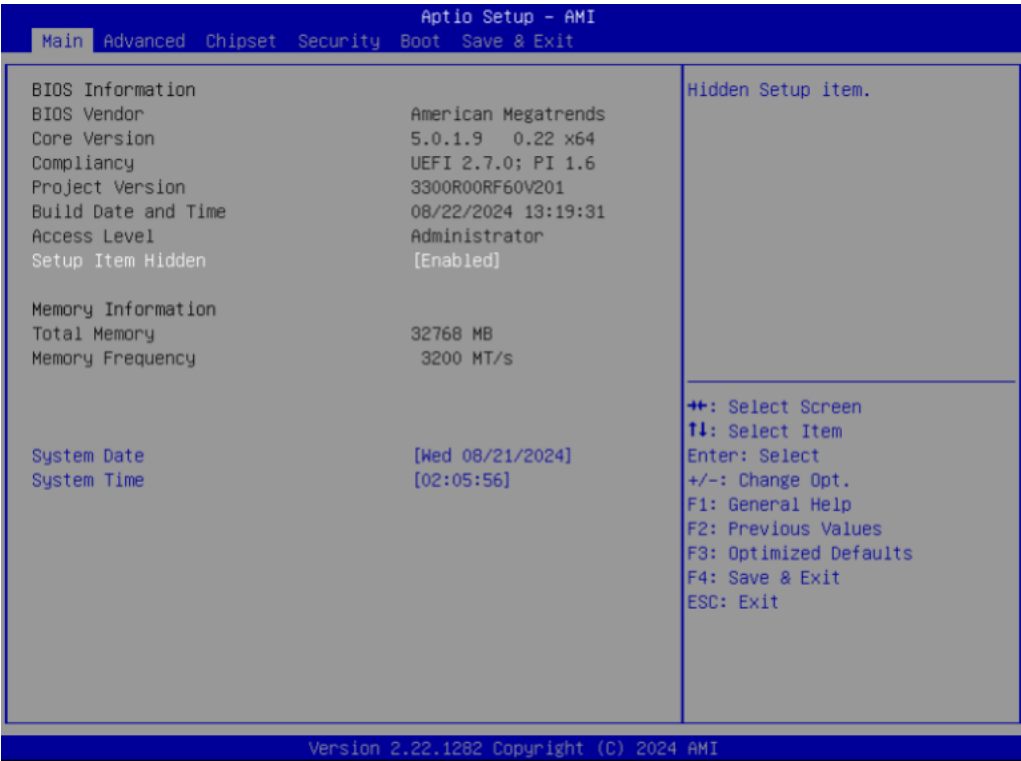 Aptio Setup – AMI
Main Advanced Chipset Security Boot Save & Exit
BIOS Information
BIOS Vendor American Megatrends
Core Version 5.0.1.9 0.22 x64
Compliancy UEFI 2.7.0; PI 1.6
Project Version 3300R00RF60V201
Build Date and Time 08/22/2024 13:19:31
Access Level Administrator
Setup Item Hidden [Enabled]
Memory Information
Total Memory 32768 MB
Memory Frequency 3200 MT/s
System Date [Wed 08/21/2024]
System Time [02:05:56]
Hidden Setup item.
→←: Select Screen
↑↓: Select Item
Enter: Select
+/-: Change Opt.
F1: General Help
F2: Previous Values
F3: Optimized Defaults
F4: Save & Exit
ESC: Exit
Version 2.22.1282 Copyright (C) 2024 AMI